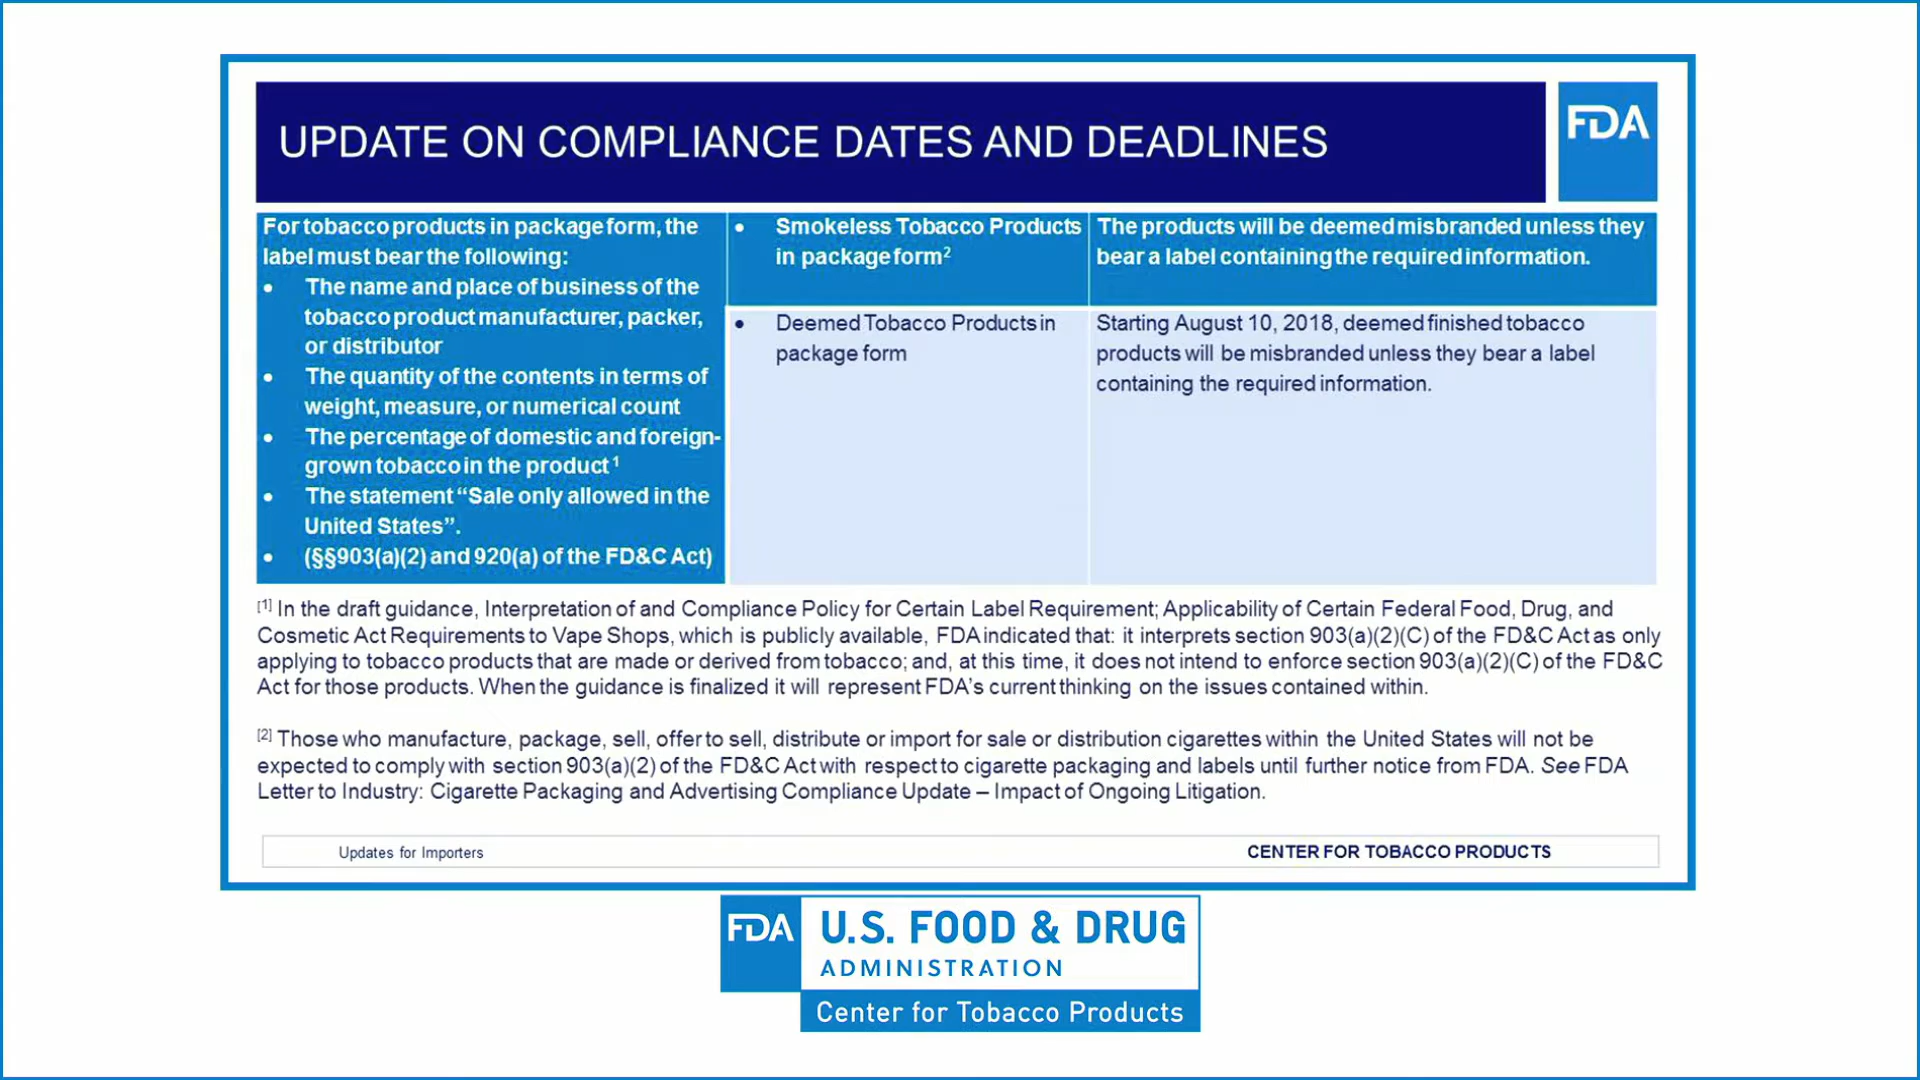 UPDATE ON COMPLIANCE DATES AND DEADLINES
FDA
For tobacco products in package form, the
label must bear the following:
• The name and place of business of the
tobacco product manufacturer, packer,
or distributor
• The quantity of the contents in terms of
weight, measure, or numerical count
• The percentage of domestic and foreign-
grown tobacco in the product 1
• The statement “Sale only allowed in the
United States”.
• (§§903(a)(2) and 920(a) of the FD&C Act)
• Smokeless Tobacco Products
in package form2
The products will be deemed misbranded unless they
bear a label containing the required information.
• Deemed Tobacco Products in
package form
Starting August 10, 2018, deemed finished tobacco
products will be misbranded unless they bear a label
containing the required information.
[1] In the draft guidance, Interpretation of and Compliance Policy for Certain Label Requirement; Applicability of Certain Federal Food, Drug, and
Cosmetic Act Requirements to Vape Shops, which is publicly available, FDA indicated that: it interprets section 903(a)(2)(C) of the FD&C Act as only
applying to tobacco products that are made or derived from tobacco; and, at this time, it does not intend to enforce section 903(a)(2)(C) of the FD&C
Act for those products. When the guidance is finalized it will represent FDA’s current thinking on the issues contained within.
[2] Those who manufacture, package, sell, offer to sell, distribute or import for sale or distribution cigarettes within the United States will not be
expected to comply with section 903(a)(2) of the FD&C Act with respect to cigarette packaging and labels until further notice from FDA. See FDA
Letter to Industry: Cigarette Packaging and Advertising Compliance Update – Impact of Ongoing Litigation.
Updates for Importers
CENTER FOR TOBACCO PRODUCTS
FDA
U.S. FOOD & DRUG
ADMINISTRATION
Center for Tobacco Products